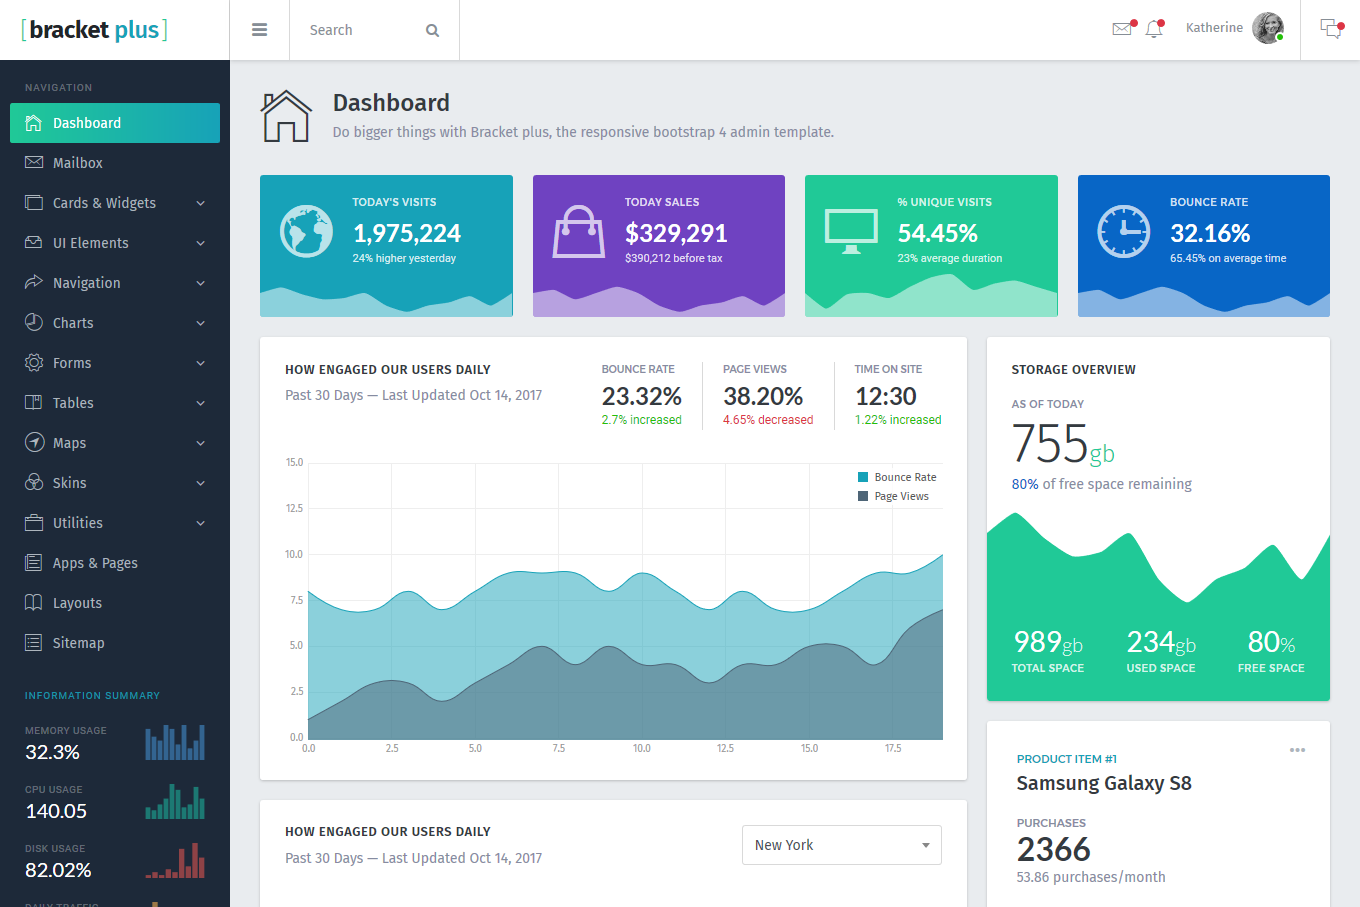 [bracket plus]
Search
Katherine
NAVIGATION
Dashboard
Mailbox
Cards & Widgets
UI Elements
Navigation
Charts
Forms
Tables
Maps
Skins
Utilities
Apps & Pages
Layouts
Sitemap
INFORMATION SUMMARY
MEMORY USAGE
32.3%
CPU USAGE
140.05
DISK USAGE
82.02%
DAILY TRAFFIC
Dashboard
Do bigger things with Bracket plus, the responsive bootstrap 4 admin template.
TODAY'S VISITS
1,975,224
24% higher yesterday
TODAY SALES
$329,291
$390,212 before tax
% UNIQUE VISITS
54.45%
23% average duration
BOUNCE RATE
32.16%
65.45% on average time
HOW ENGAGED OUR USERS DAILY
Past 30 Days — Last Updated Oct 14, 2017
BOUNCE RATE
23.32%
2.7% increased
PAGE VIEWS
38.20%
4.65% decreased
TIME ON SITE
12:30
1.22% increased
15.0
12.5
10.0
7.5
5.0
2.5
0.0
0.0 2.5 5.0 7.5 10.0 12.5 15.0 17.5
Bounce Rate
Page Views
STORAGE OVERVIEW
AS OF TODAY
755gb
80% of free space remaining
989gb
TOTAL SPACE
234gb
USED SPACE
80%
FREE SPACE
HOW ENGAGED OUR USERS DAILY
Past 30 Days — Last Updated Oct 14, 2017
New York
PRODUCT ITEM #1
Samsung Galaxy S8
PURCHASES
2366
53.86 purchases/month